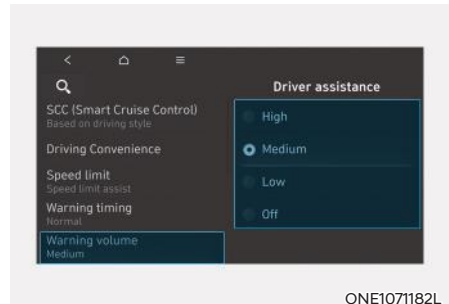 Driver assistance
SCC (Smart Cruise Control)
Based on driving style
Driving Convenience
Speed limit
Speed limit assist
Warning timing
Normal
Warning volume
Medium
High
Medium
Low
Off
ONE1071182L